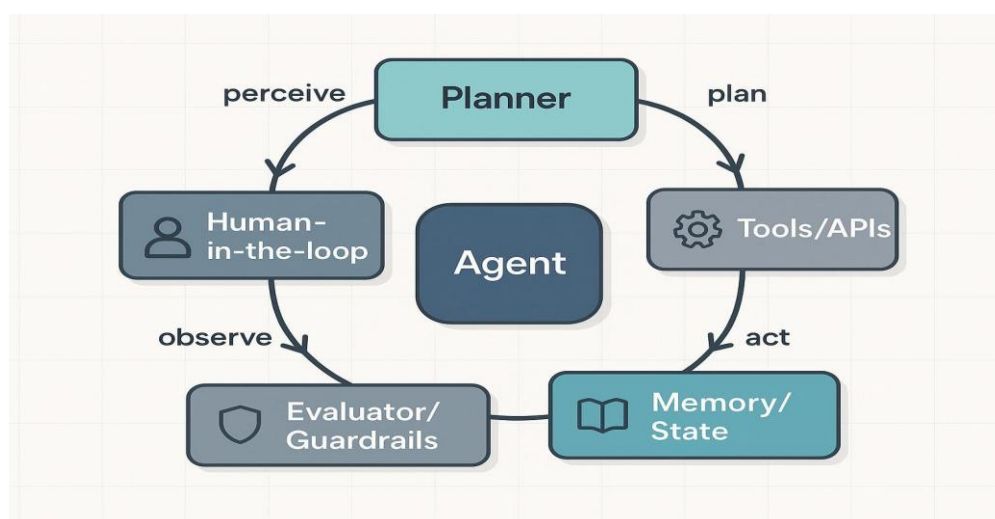 Planner
perceive
plan
Human-
in-the-loop
Tools/APIs
Agent
observe
act
Evaluator/
Guardrails
Memory/
State